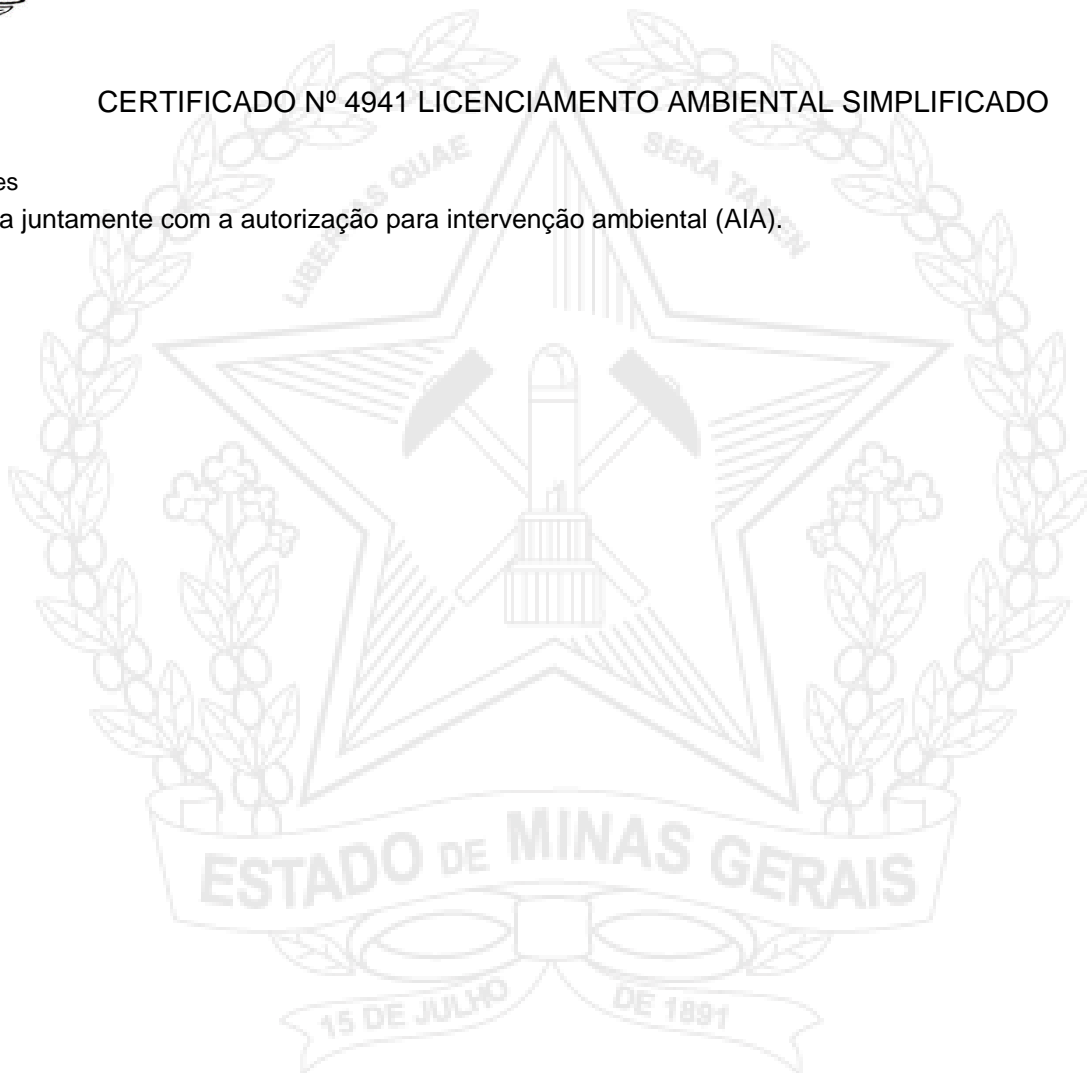 CERTIFICADO Nº 4941 LICENCIAMENTO AMBIENTAL SIMPLIFICADO
es
a juntamente com a autorização para intervenção ambiental (AIA).
LIBERTAS QUAE SERA TAMEN
ESTADO DE MINAS GERAIS
15 DE JULHO DE 1891